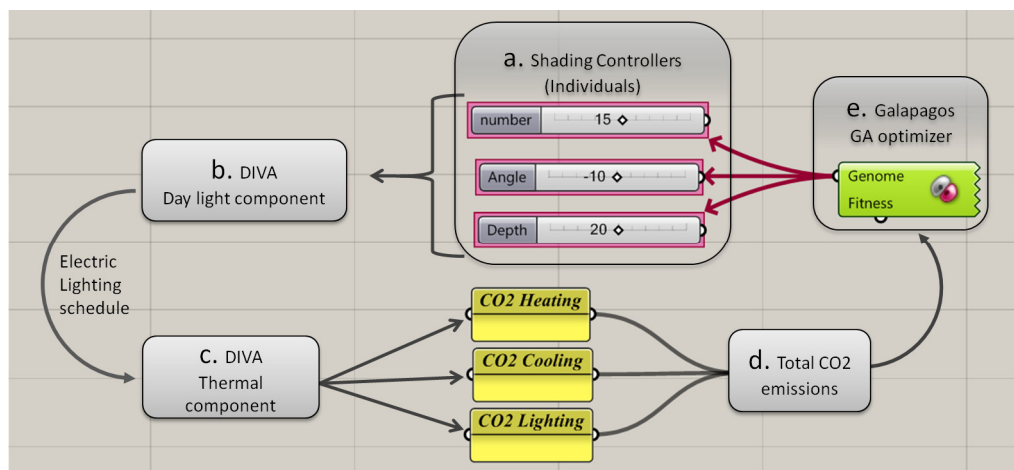 a. Shading Controllers
(Individuals)
number 15
Angle -10
Depth 20
e. Galapagos
GA optimizer
Genome
Fitness
b. DIVA
Day light component
Electric
Lighting
schedule
c. DIVA
Thermal
component
CO2 Heating
CO2 Cooling
CO2 Lighting
d. Total CO2
emissions